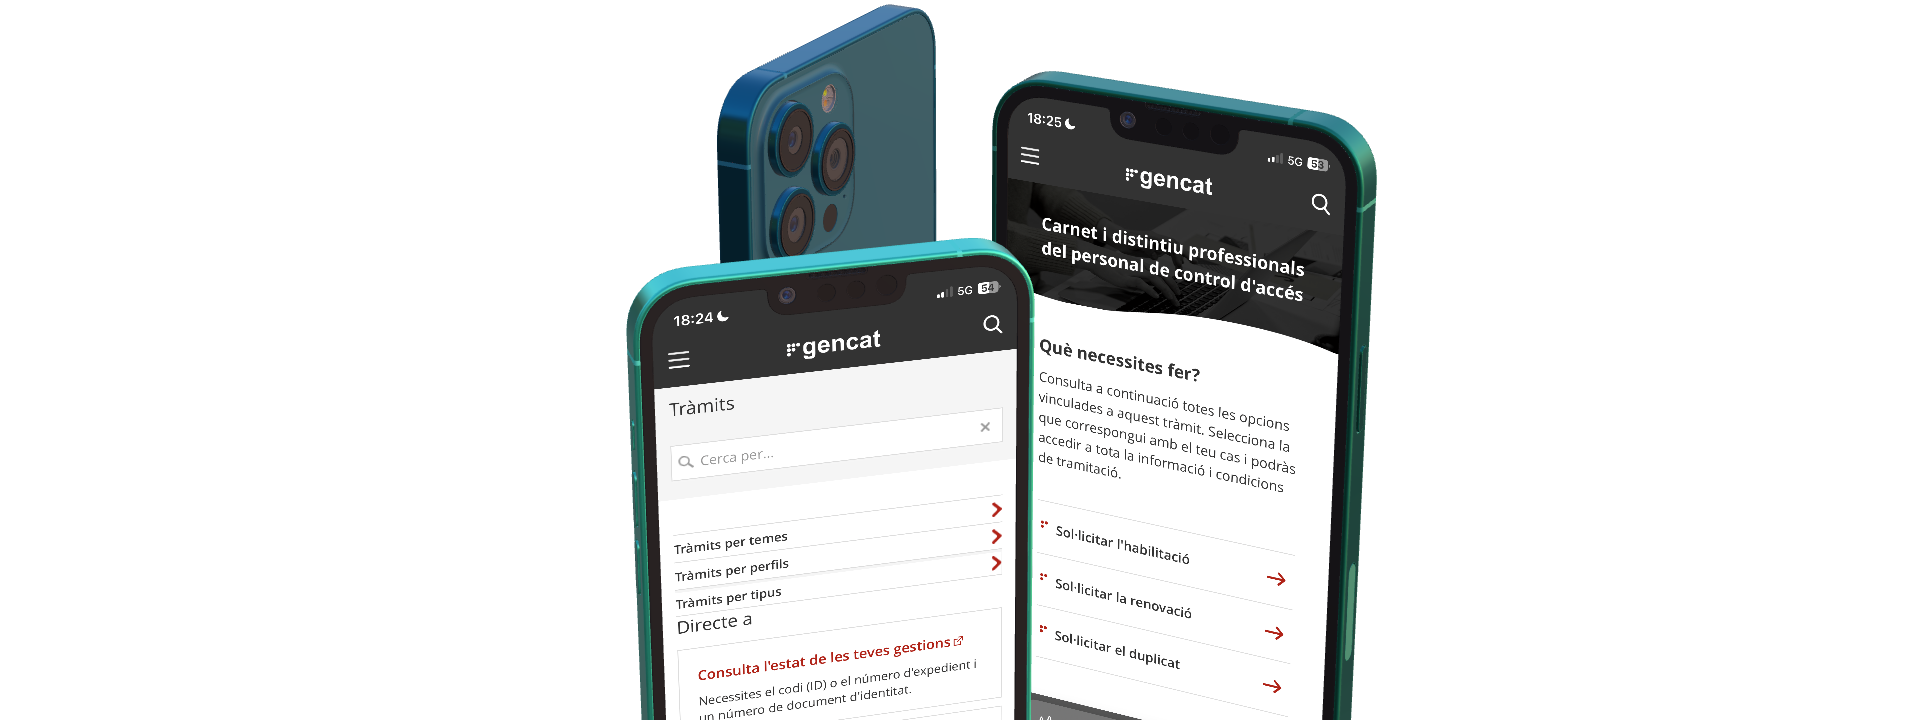 18:24
5G 54
gencat
Tràmits
Cerca per...
Tràmits per temes
Tràmits per perfils
Tràmits per tipus
Directe a
Consulta l'estat de les teves gestions
Necessites el codi (ID) o el número d'expedient i
un número de document d'identitat.
18:25
5G 53
gencat
Carnet i distintiu professionals
del personal de control d'accés
Què necessites fer?
Consulta a continuació totes les opcions
vinculades a aquest tràmit. Selecciona la
que correspongui amb el teu cas i podràs
accedir a tota la informació i condicions
de tramitació.
Sol·licitar l'habilitació
Sol·licitar la renovació
Sol·licitar el duplicat